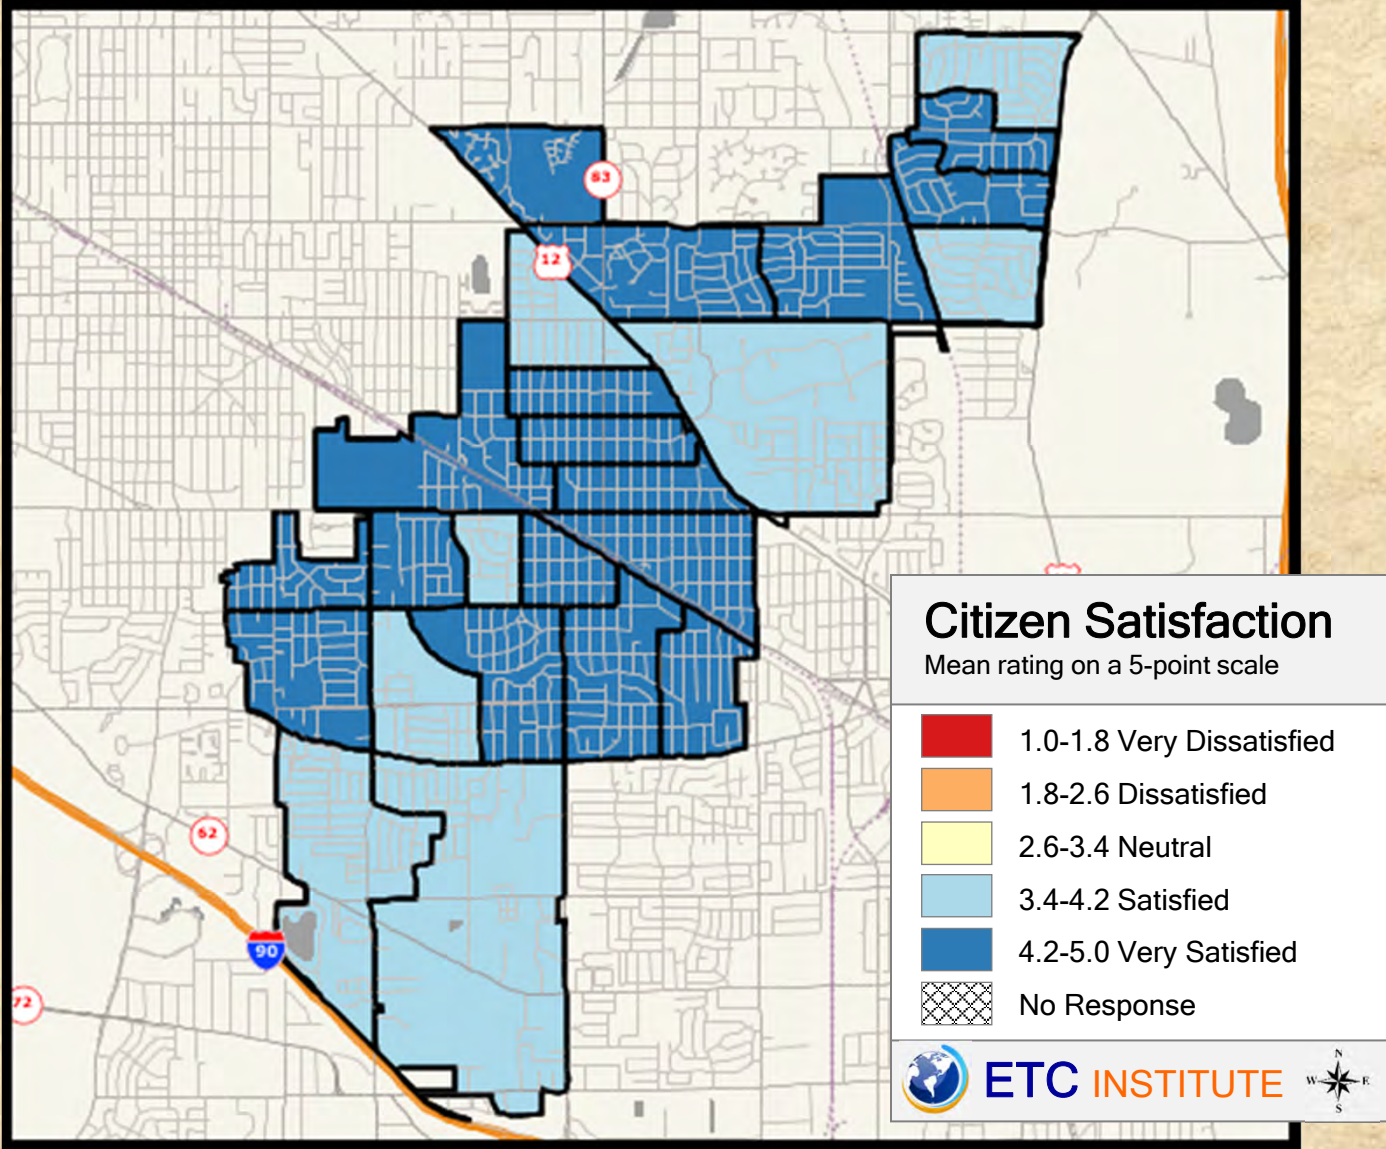 83
12
62
90
72
Citizen Satisfaction
Mean rating on a 5-point scale
1.0-1.8 Very Dissatisfied
1.8-2.6 Dissatisfied
2.6-3.4 Neutral
3.4-4.2 Satisfied
4.2-5.0 Very Satisfied
No Response
ETC INSTITUTE
N
W E
S